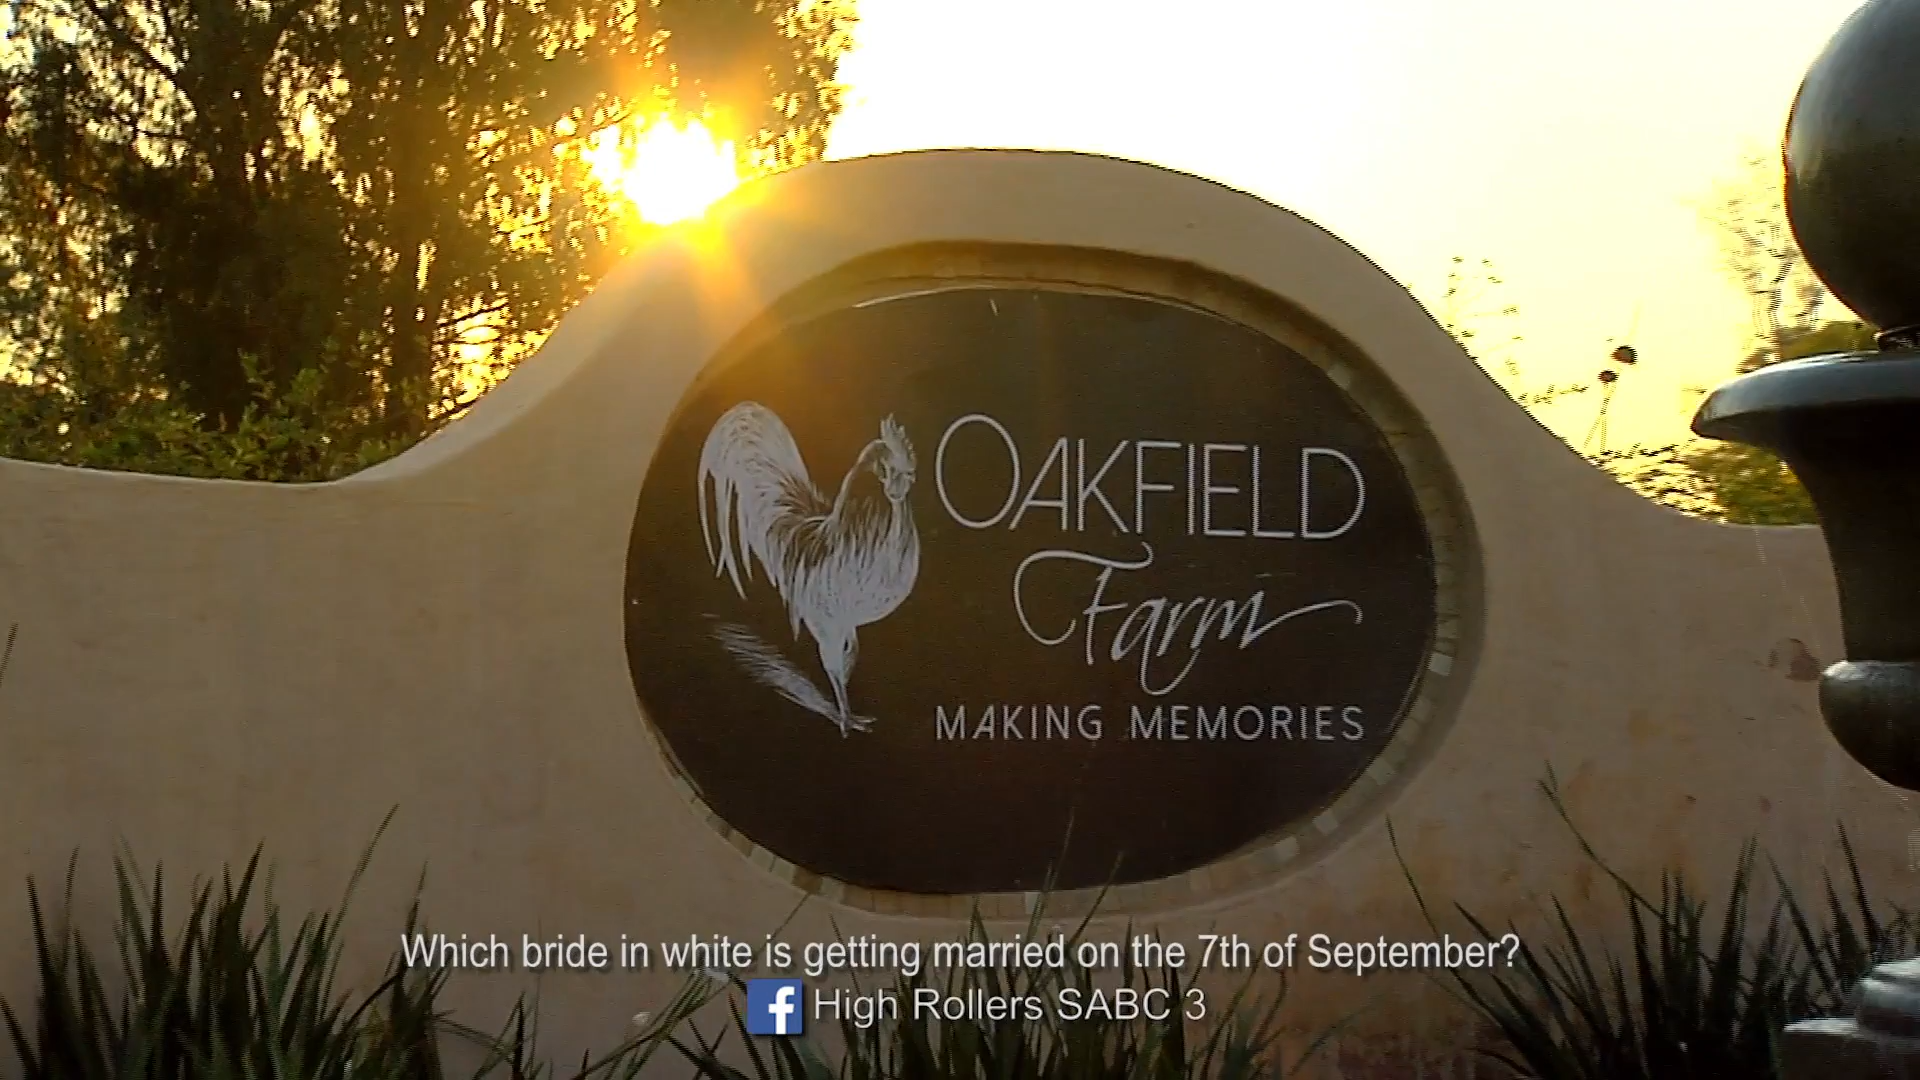 OAKFIELD
Farm
MAKING MEMORIES
Which bride in white is getting married on the 7th of September?
f High Rollers SABC 3